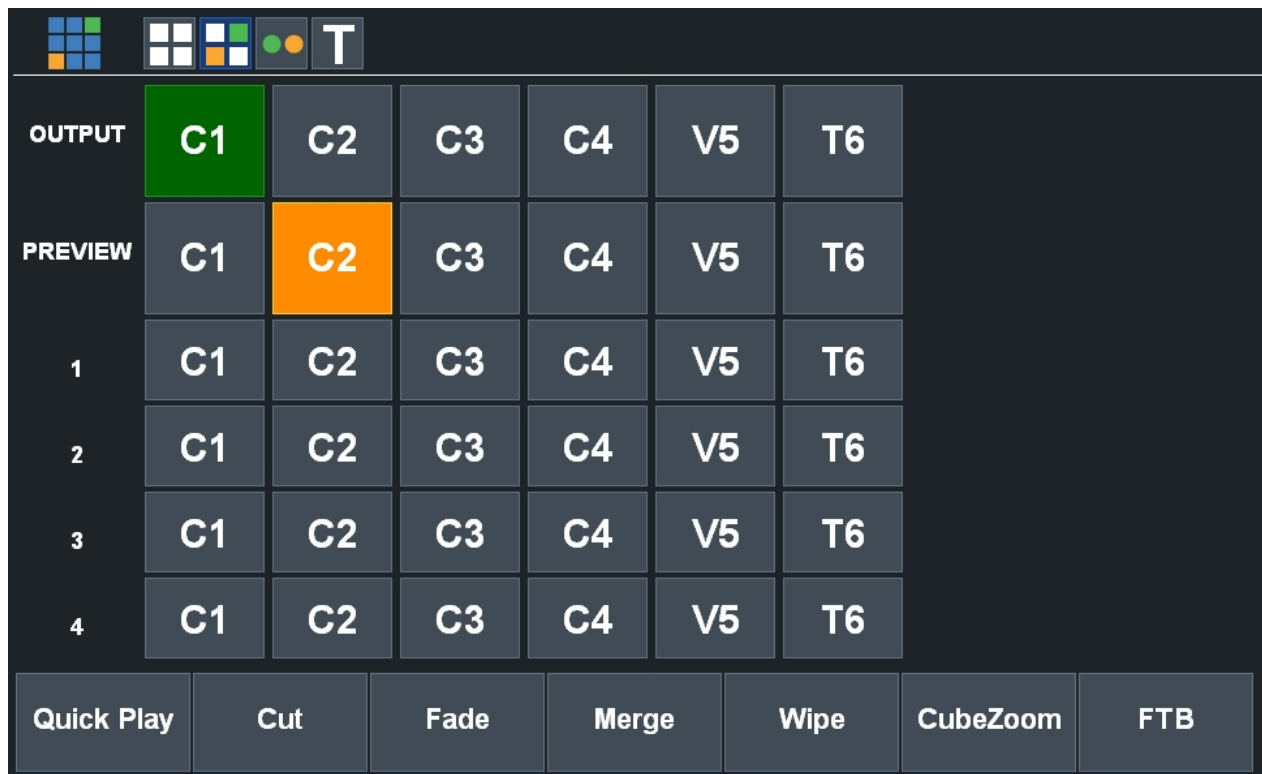 T
OUTPUT C1 C2 C3 C4 V5 T6
PREVIEW C1 C2 C3 C4 V5 T6
1 C1 C2 C3 C4 V5 T6
2 C1 C2 C3 C4 V5 T6
3 C1 C2 C3 C4 V5 T6
4 C1 C2 C3 C4 V5 T6
Quick Play Cut Fade Merge Wipe CubeZoom FTB